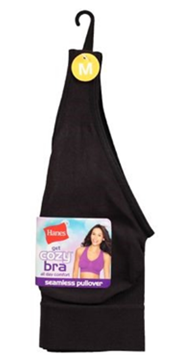 M
Hanes
get
cozy
bra
all day comfort
seamless pullover